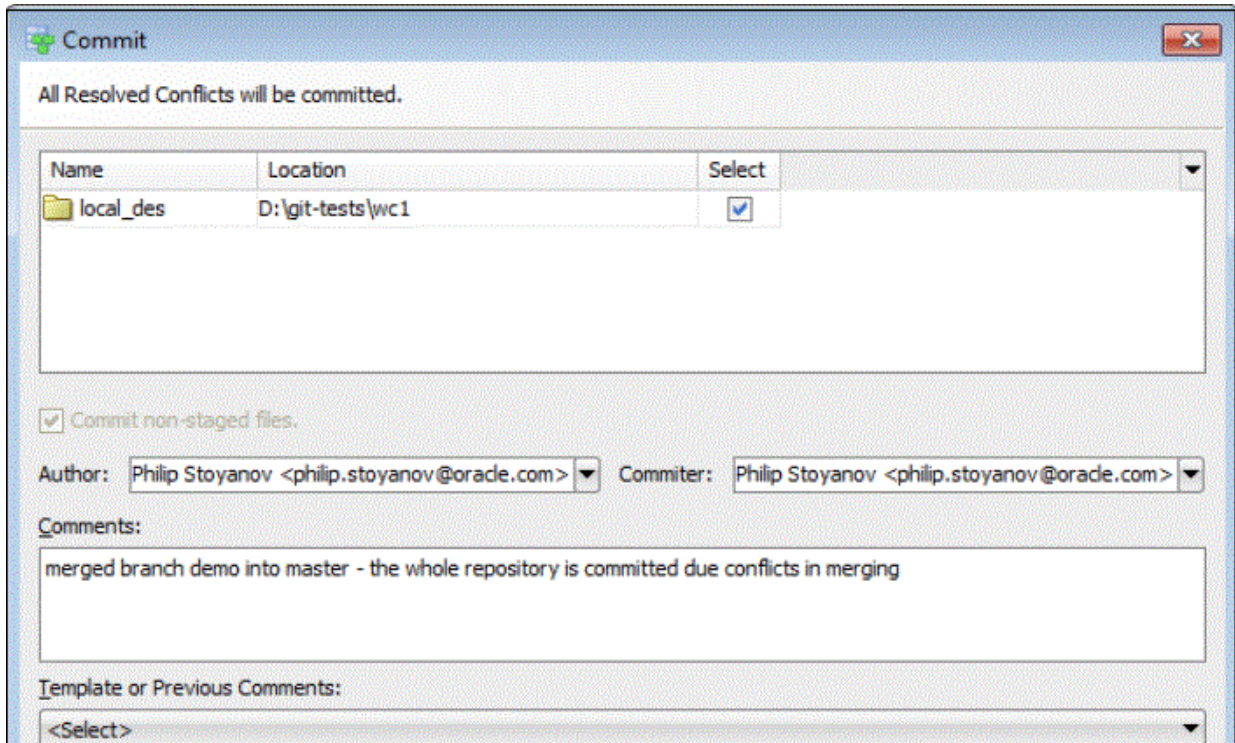 Commit
All Resolved Conflicts will be committed.
Name Location Select
local_des D:\git-tests\wc1
Commit non-staged files.
Author: Philip Stoyanov <philip.stoyanov@oracle.com> Commiter: Philip Stoyanov <philip.stoyanov@oracle.com>
Comments:
merged branch demo into master - the whole repository is committed due conflicts in merging
Template or Previous Comments:
<Select>